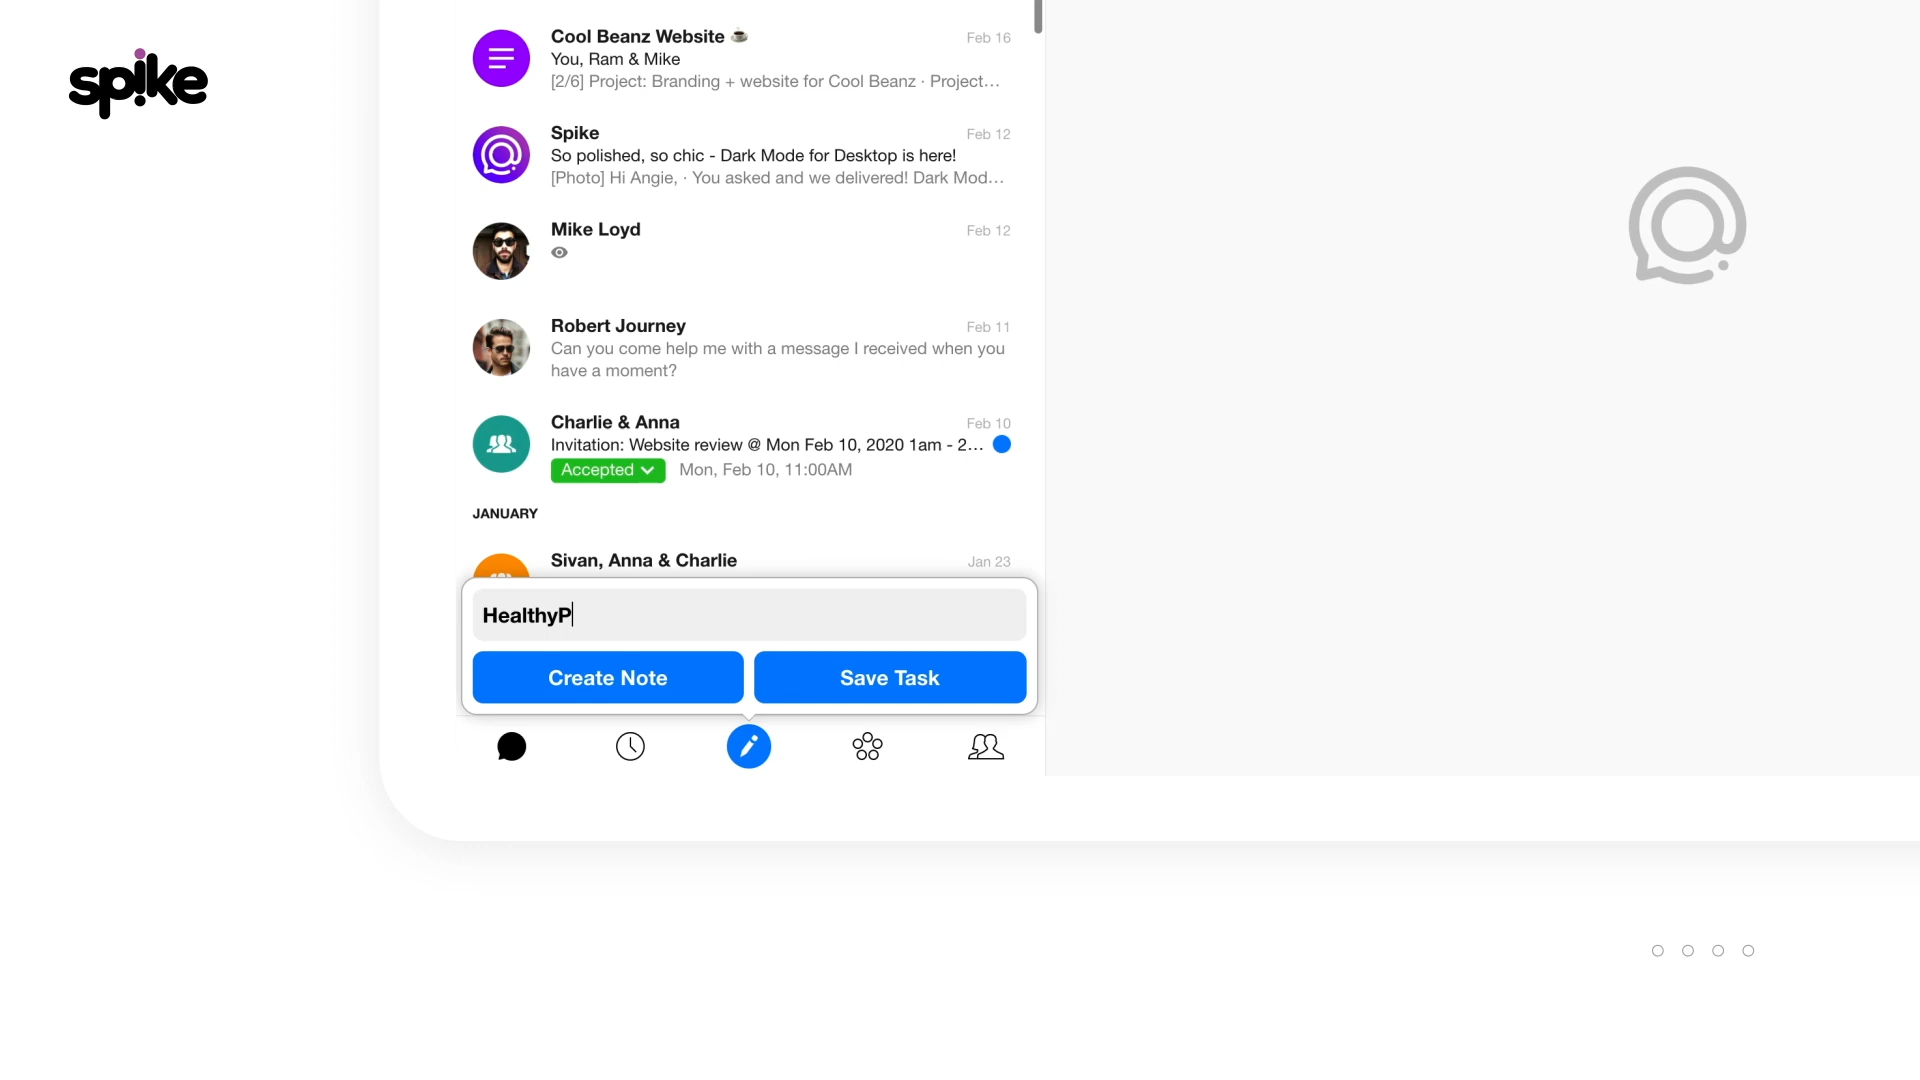 spike
Cool Beanz Website
Feb 16
You, Ram & Mike
[2/6] Project: Branding + website for Cool Beanz · Project...
Spike
Feb 12
So polished, so chic - Dark Mode for Desktop is here!
[Photo] Hi Angie, · You asked and we delivered! Dark Mod...
Mike Loyd
Feb 12
Robert Journey
Feb 11
Can you come help me with a message I received when you
have a moment?
Charlie & Anna
Feb 10
Invitation: Website review @ Mon Feb 10, 2020 1am - 2...
Accepted
Mon, Feb 10, 11:00AM
JANUARY
Sivan, Anna & Charlie
Jan 23
HealthyP
Create Note
Save Task